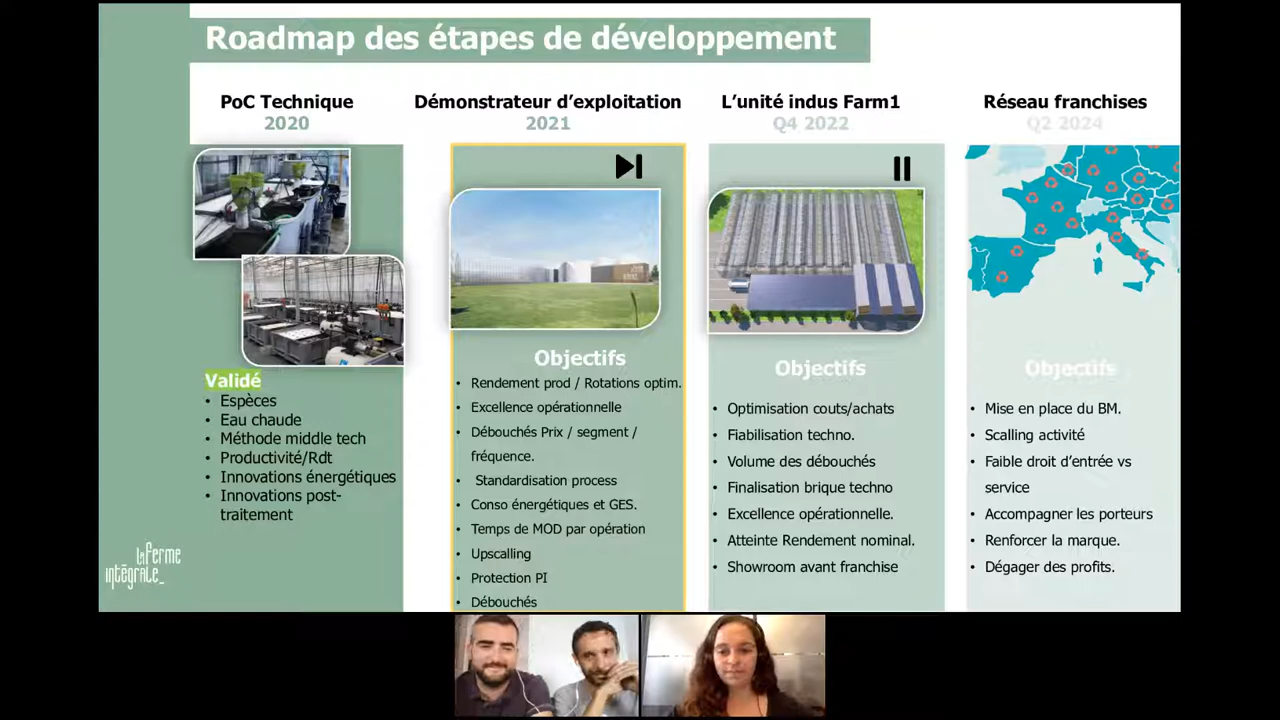 Roadmap des étapes de développement
PoC Technique
2020
Validé
• Espèces
• Eau chaude
• Méthode middle tech
• Productivité/Rdt
• Innovations énergétiques
• Innovations post-
traitement
Démonstrateur d'exploitation
2021
Objectifs
• Rendement prod / Rotations optim.
• Excellence opérationnelle
• Débouchés Prix / segment /
fréquence.
• Standardisation process
• Conso énergétiques et GES.
• Temps de MOD par opération
• Upscalling
• Protection PI
• Débouchés
L'unité indus Farm1
Q4 2022
Objectifs
• Optimisation couts/achats
• Fiabilisation techno.
• Volume des débouchés
• Finalisation brique techno
• Excellence opérationnelle.
• Atteinte Rendement nominal.
• Showroom avant franchise
Réseau franchises
Q2 2024
Objectifs
• Mise en place du BM.
• Scalling activité
• Faible droit d'entrée vs
service
• Accompagner les porteurs
• Renforcer la marque.
• Dégager des profits.
la ferme
intégrale_